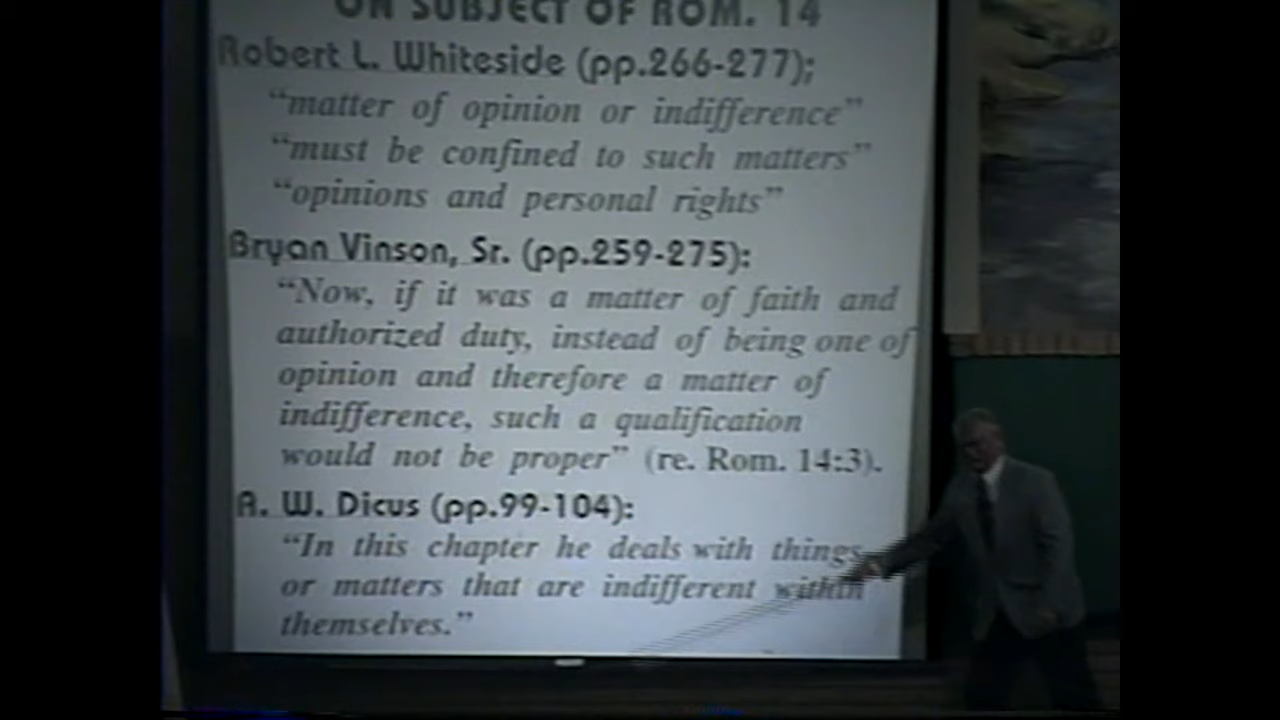 ON SUBJECT OF ROM. 14
Robert L. Whiteside (pp.266-277);
“matter of opinion or indifference”
“must be confined to such matters”
“opinions and personal rights”
Bryan Vinson, Sr. (pp.259-275):
“Now, if it was a matter of faith and
authorized duty, instead of being one of
opinion and therefore a matter of
indifference, such a qualification
would not be proper” (re. Rom. 14:3).
A. W. Dicus (pp.99-104):
“In this chapter he deals with things
or matters that are indifferent within
themselves.”